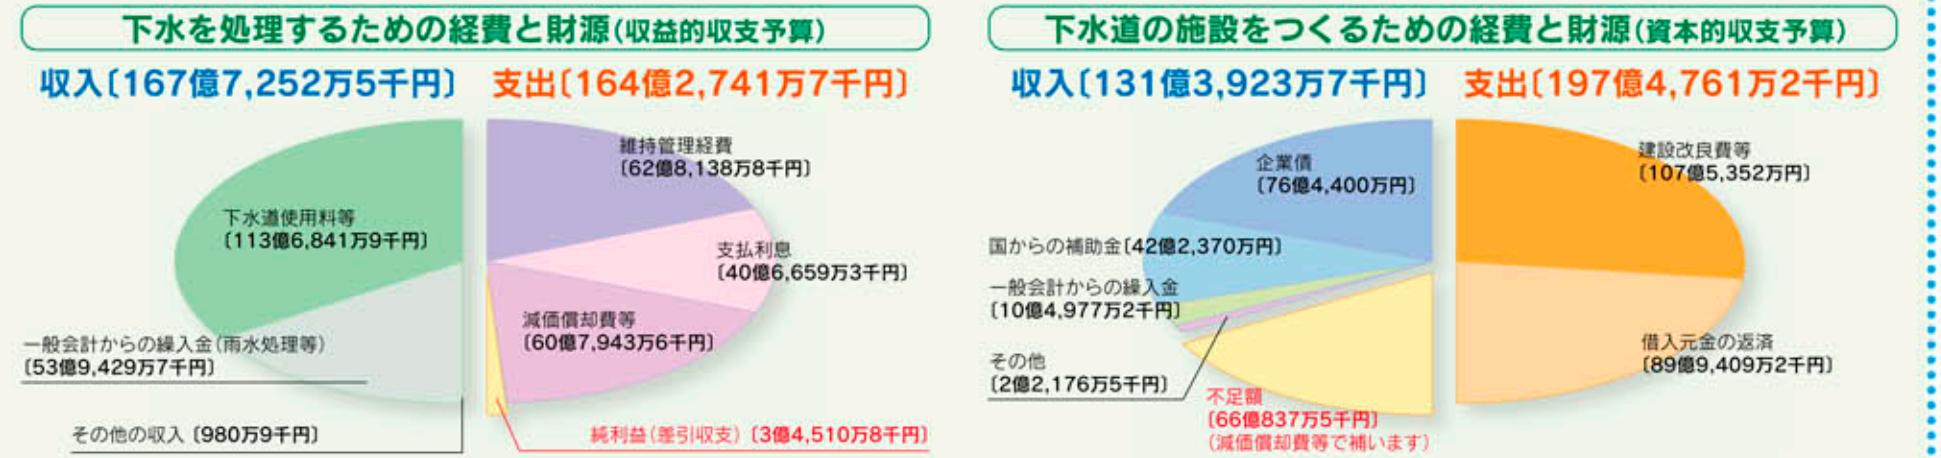 下水を処理するための経費と財源(収益的収支予算)
収入〔167億7,252万5千円〕 支出〔164億2,741万7千円〕
維持管理経費
〔62億8,138万8千円〕
下水道使用料等
〔113億6,841万9千円〕
支払利息
〔40億6,659万3千円〕
減価償却費等
〔60億7,943万6千円〕
一般会計からの繰入金(雨水処理等)
〔53億9,429万7千円〕
その他の収入〔980万9千円〕
純利益(差引収支)〔3億4,510万8千円〕
下水道の施設をつくるための経費と財源(資本的収支予算)
収入〔131億3,923万7千円〕 支出〔197億4,761万2千円〕
企業債
〔76億4,400万円〕
建設改良費等
〔107億5,352万円〕
国からの補助金〔42億2,370万円〕
一般会計からの繰入金
〔10億4,977万2千円〕
その他
〔2億2,176万5千円〕
借入元金の返済
〔89億9,409万2千円〕
不足額
〔66億837万5千円〕
(減価償却費等で補います)